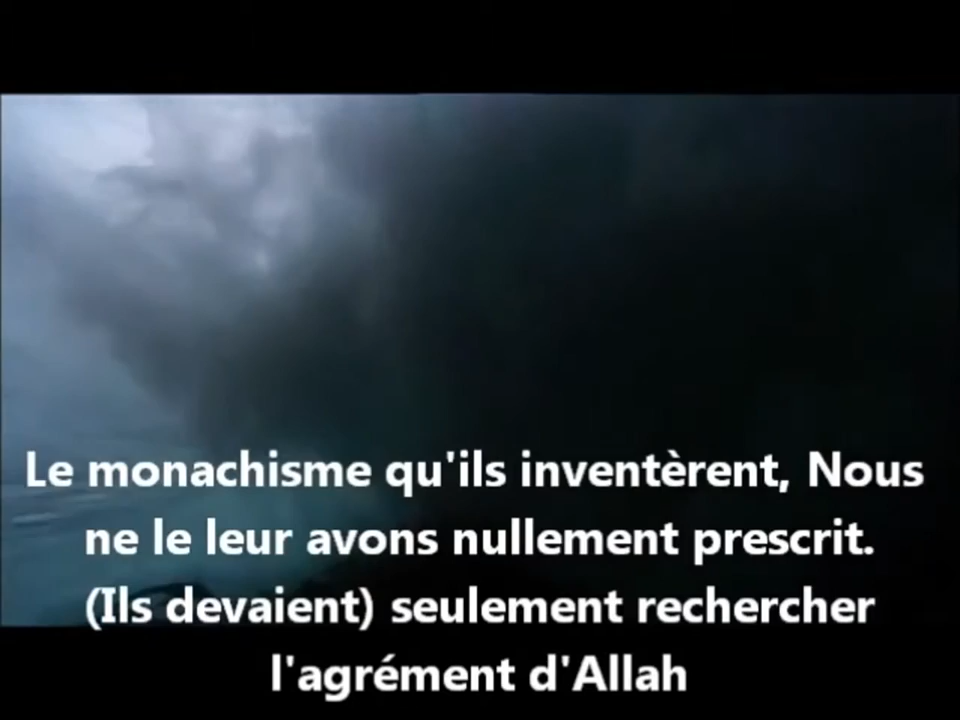 Le monachisme qu'ils inventèrent, Nous
ne le leur avons nullement prescrit.
(Ils devaient) seulement rechercher
l'agrément d'Allah